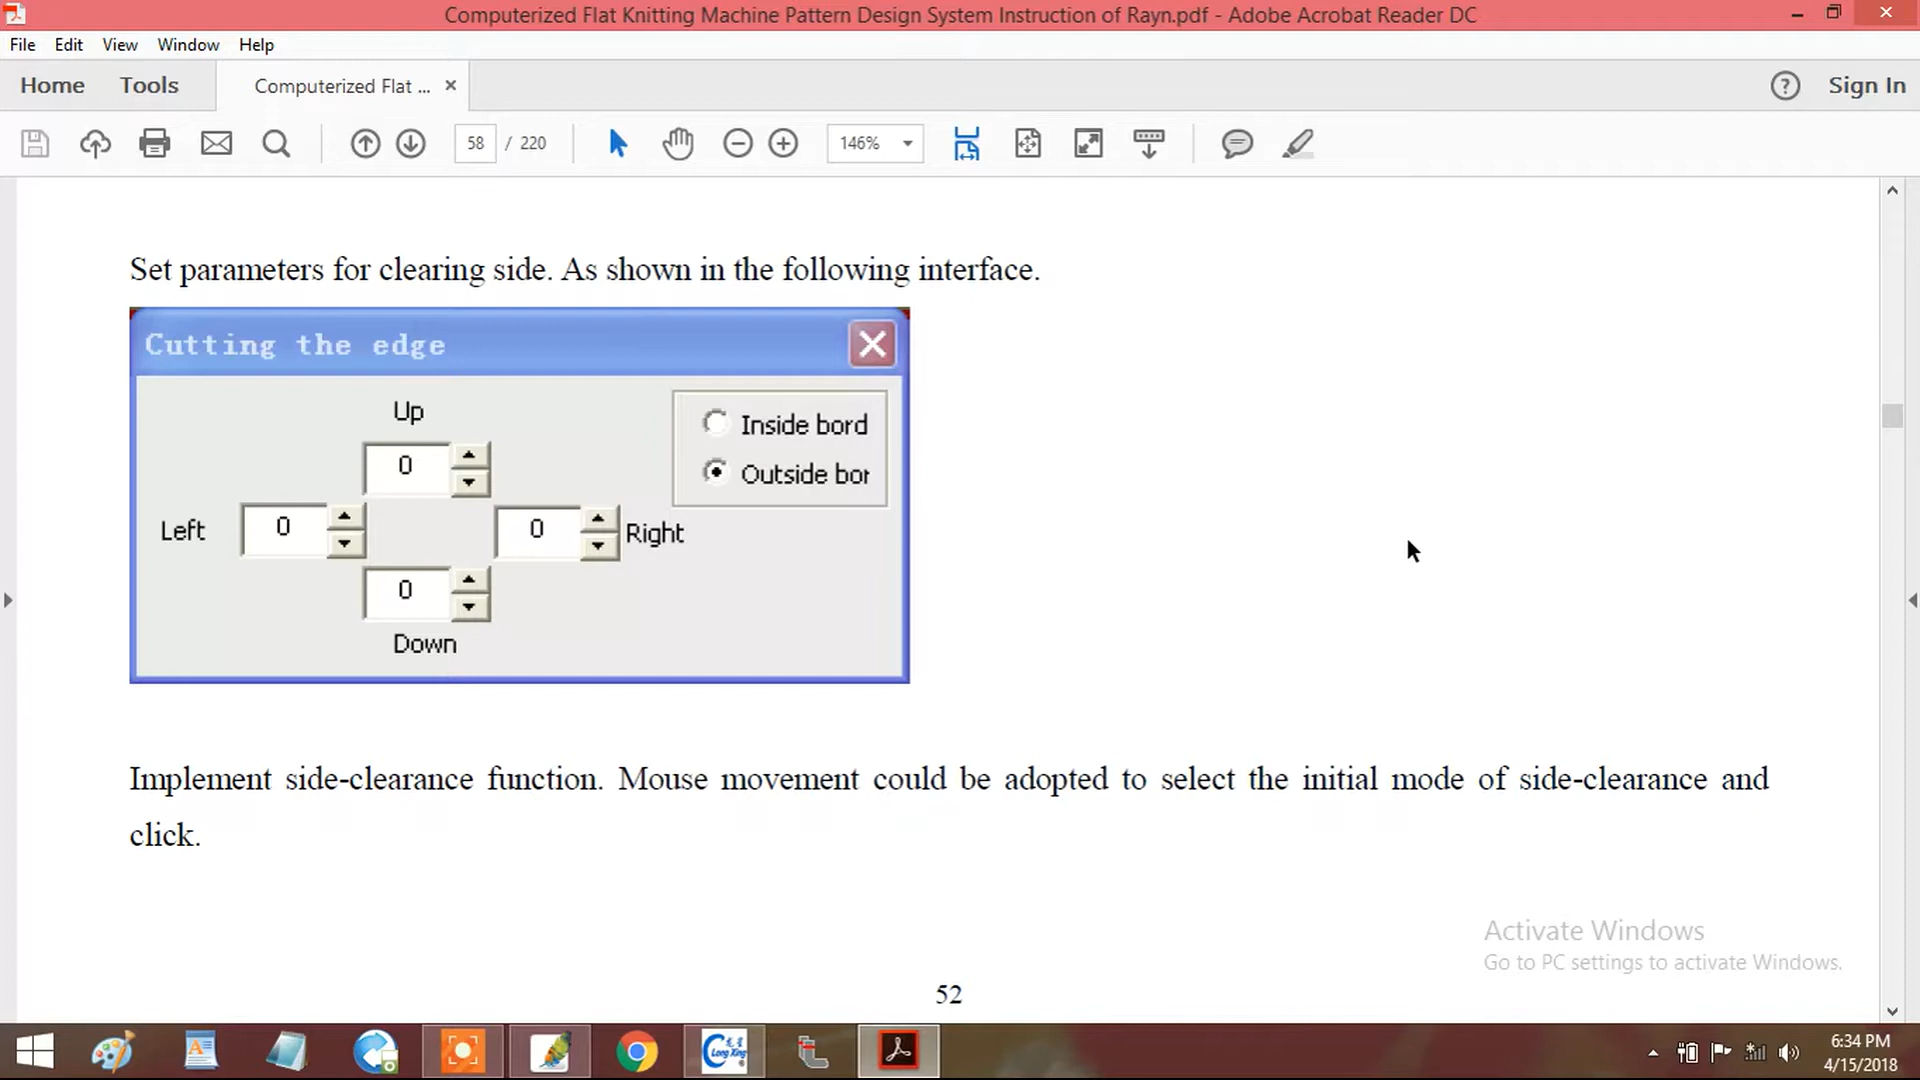 Computerized Flat Knitting Machine Pattern Design System Instruction of Rayn.pdf - Adobe Acrobat Reader DC
File Edit View Window Help
Home Tools Computerized Flat ... Sign In
58 / 220 146%
Set parameters for clearing side. As shown in the following interface.
Cutting the edge
Up
Inside bord
0
Outside bor
Left 0 0 Right
0
Down
Implement side-clearance function. Mouse movement could be adopted to select the initial mode of side-clearance and
click.
Activate Windows
Go to PC settings to activate Windows.
52
Long Xing
6:34 PM
4/15/2018